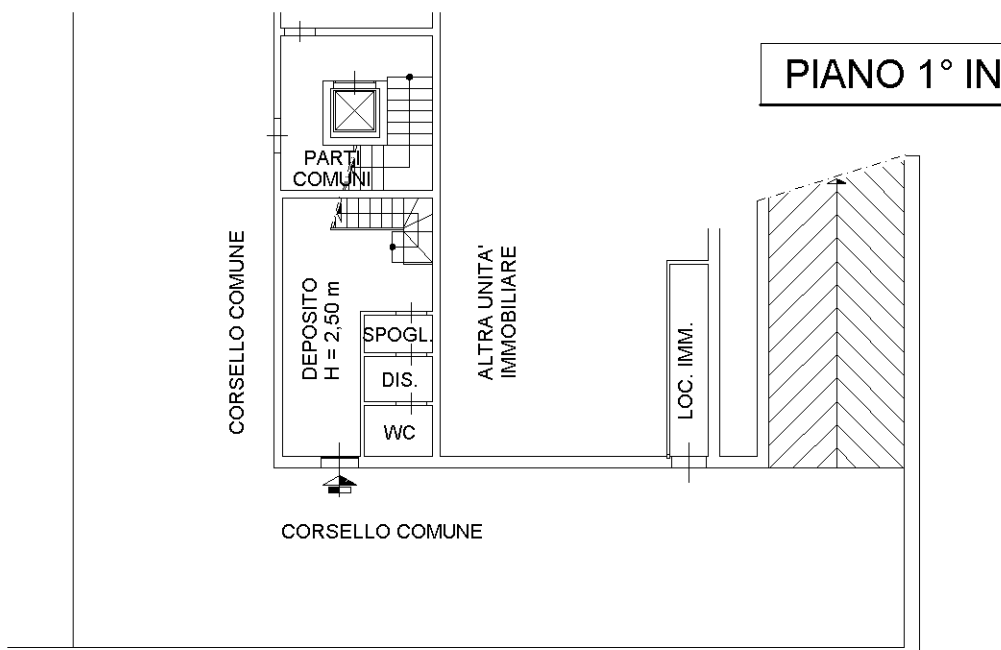 PIANO 1° IN
PARTI
COMUNI
CORSELLO COMUNE
DEPOSITO
H = 2,50 m
SPOGL.
DIS.
WC
ALTRA UNITA'
IMMOBILIARE
LOC. IMM.
CORSELLO COMUNE